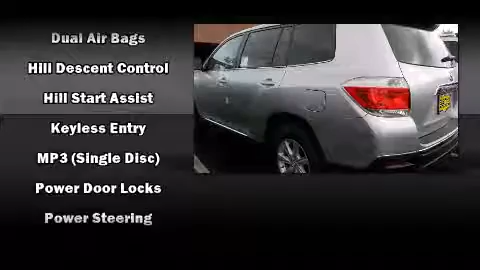 Dual Air Bags
Hill Descent Control
Hill Start Assist
Keyless Entry
MP3 (Single Disc)
Power Door Locks
Power Steering